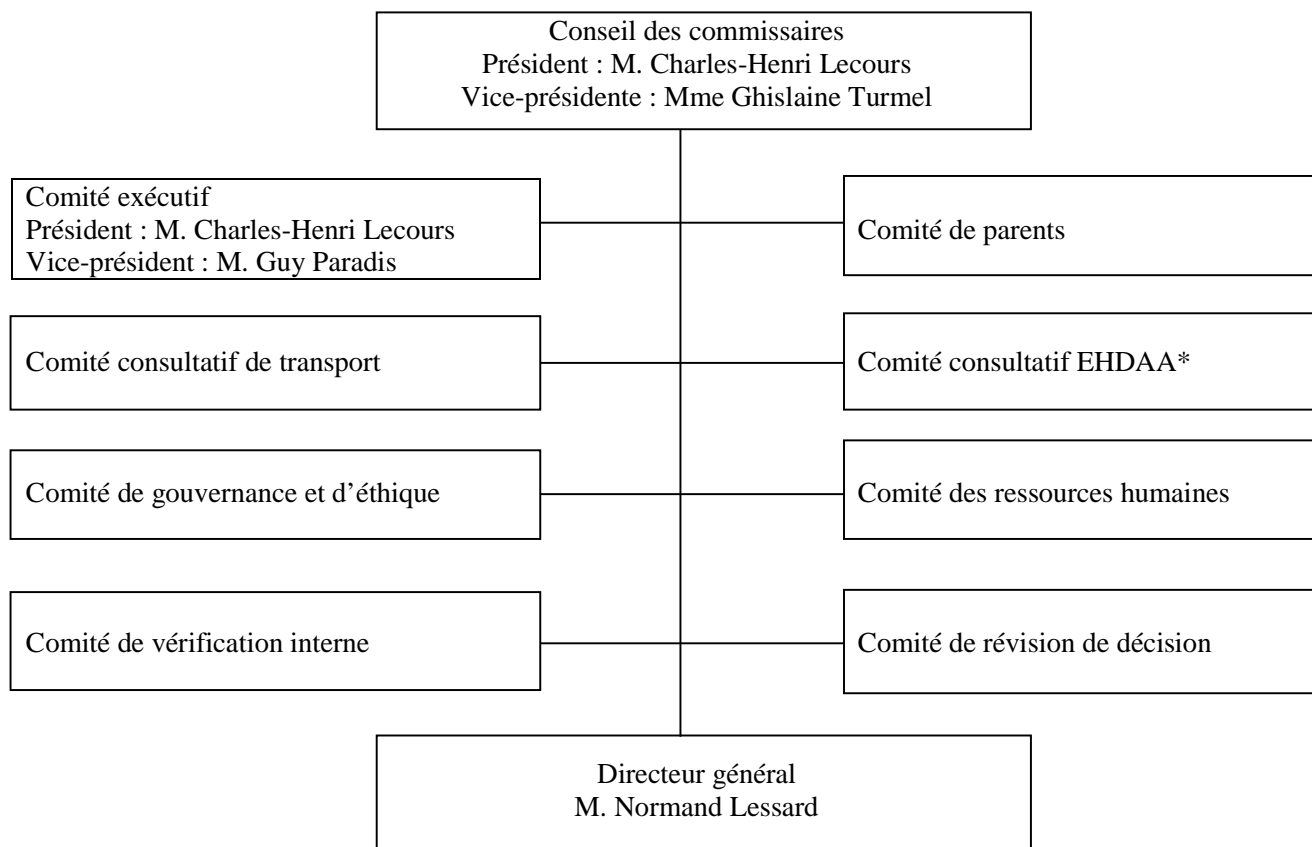 Conseil des commissaires
Président : M. Charles-Henri Lecours
Vice-présidente : Mme Ghislaine Turmel
Comité exécutif
Président : M. Charles-Henri Lecours
Vice-président : M. Guy Paradis
Comité de parents
Comité consultatif de transport
Comité consultatif EHDAA*
Comité de gouvernance et d’éthique
Comité des ressources humaines
Comité de vérification interne
Comité de révision de décision
Directeur général
M. Normand Lessard